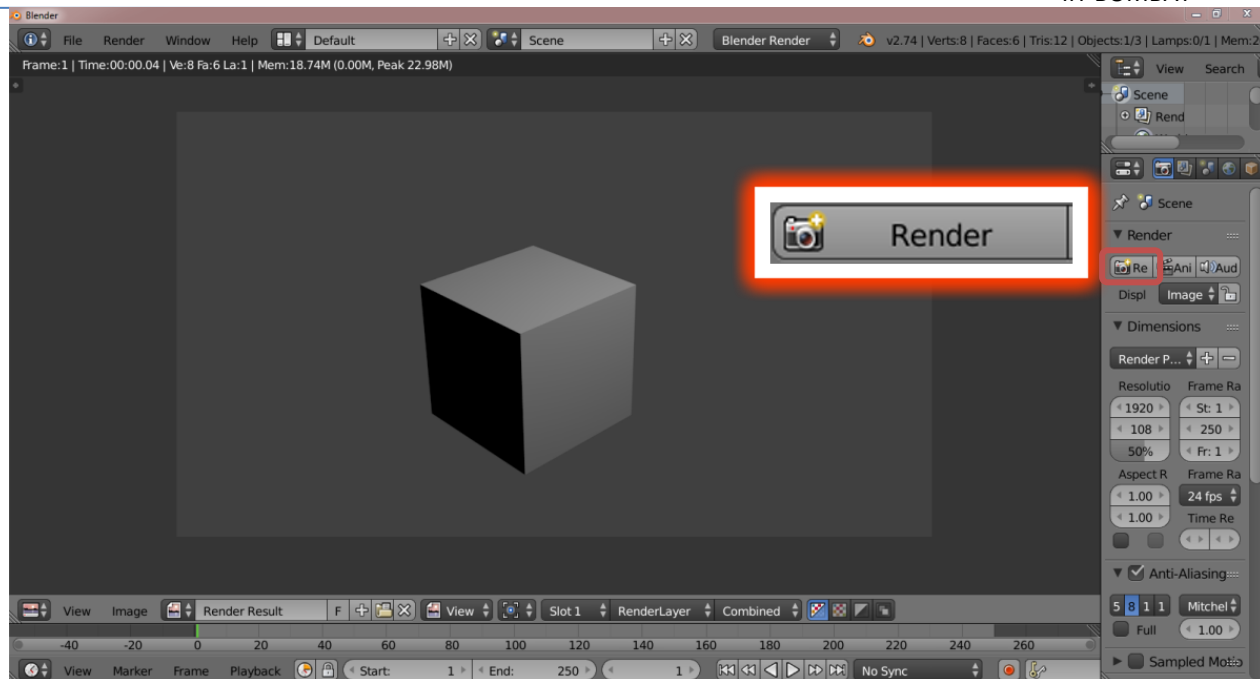 Blender
File Render Window Help Default Scene Blender Render v2.74 | Verts:8 | Faces:6 | Tris:12 | Objects:1/3 | Lamps:0/1 | Mem:2
Frame:1 | Time:00:00.04 | Ve:8 Fa:6 La:1 | Mem:18.74M (0.00M, Peak 22.98M)
View Search
Scene
Rend
Scene
Render
Render
Re Ani Aud
Displ Image
Dimensions
Render P...
Resolutio Frame Ra
1920 St: 1
108 250
50% Fr: 1
Aspect R Frame Ra
1.00 24 fps
1.00 Time Re
Anti-Aliasing
5 8 1 1 Mitchel
Full 1.00
Sampled Motio
View Image Render Result F View Slot 1 RenderLayer Combined
-40 -20 0 20 40 60 80 100 120 140 160 180 200 220 240 260
View Marker Frame Playback Start: 1 End: 250 1 No Sync